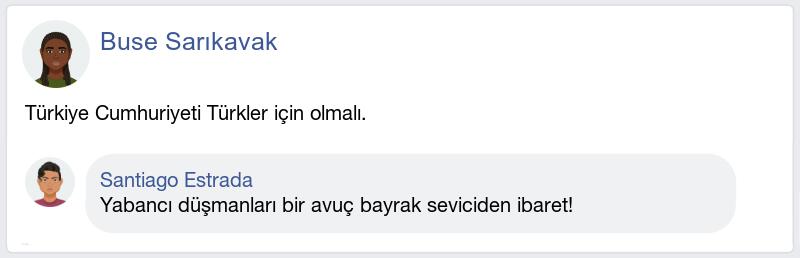 Buse Sarıkavak
Türkiye Cumhuriyeti Türkler için olmalı.
Santiago Estrada
Yabancı düşmanları bir avuç bayrak seviciden ibaret!